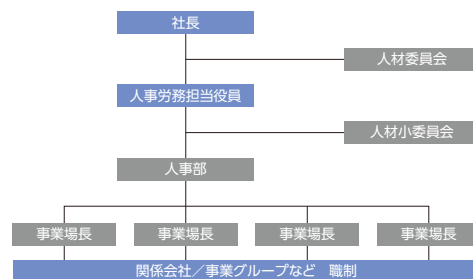 社長
人材委員会
人事労務担当役員
人材小委員会
人事部
事業場長
事業場長
事業場長
事業場長
関係会社／事業グループなど　職制